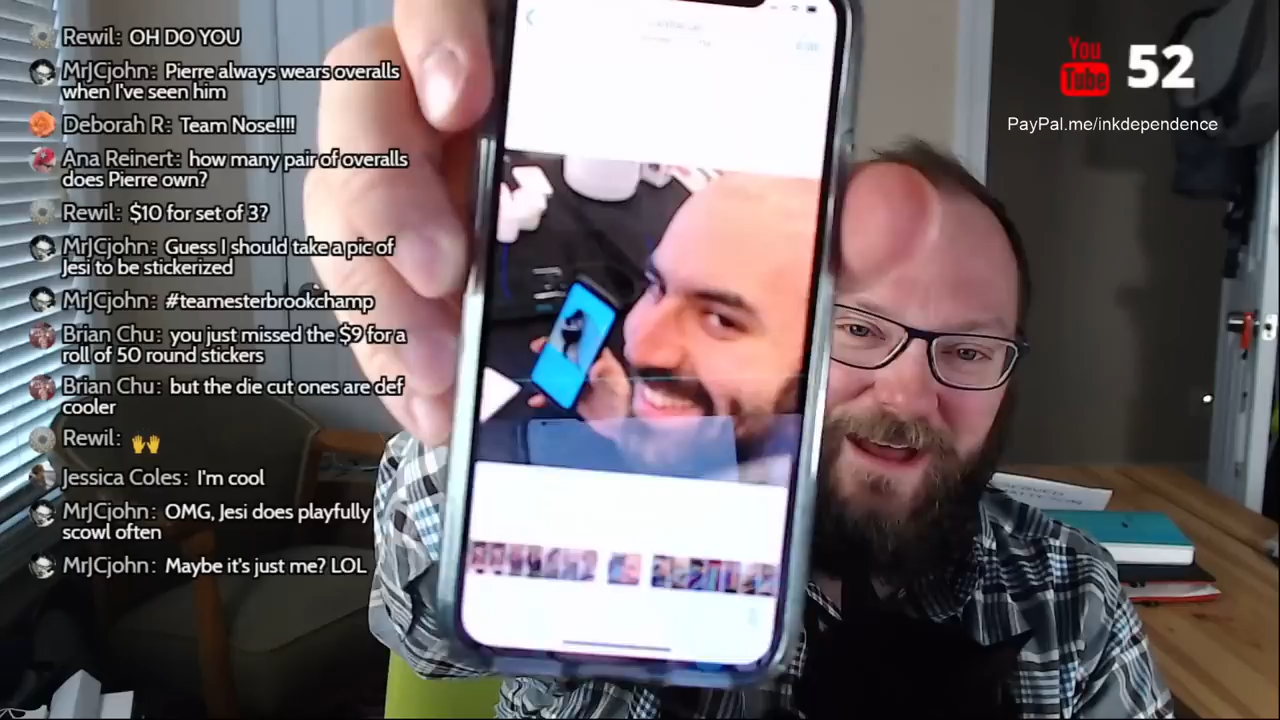 Rewil: OH DO YOU
MrJCjohn: Pierre always wears overalls
when I've seen him
Deborah R: Team Nose!!!!
Ana Reinert: how many pair of overalls
does Pierre own?
Rewil: $10 for set of 3?
MrJCjohn: Guess I should take a pic of
Jesi to be stickerized
MrJCjohn: #teamesterbrookchamp
Brian Chu: you just missed the $9 for a
roll of 50 round stickers
Brian Chu: but the die cut ones are def
cooler
Rewil: 🙌
Jessica Coles: I'm cool
MrJCjohn: OMG, Jesi does playfully
scowl often
MrJCjohn: Maybe it's just me? LOL
You
Tube
52
PayPal.me/inkdependence